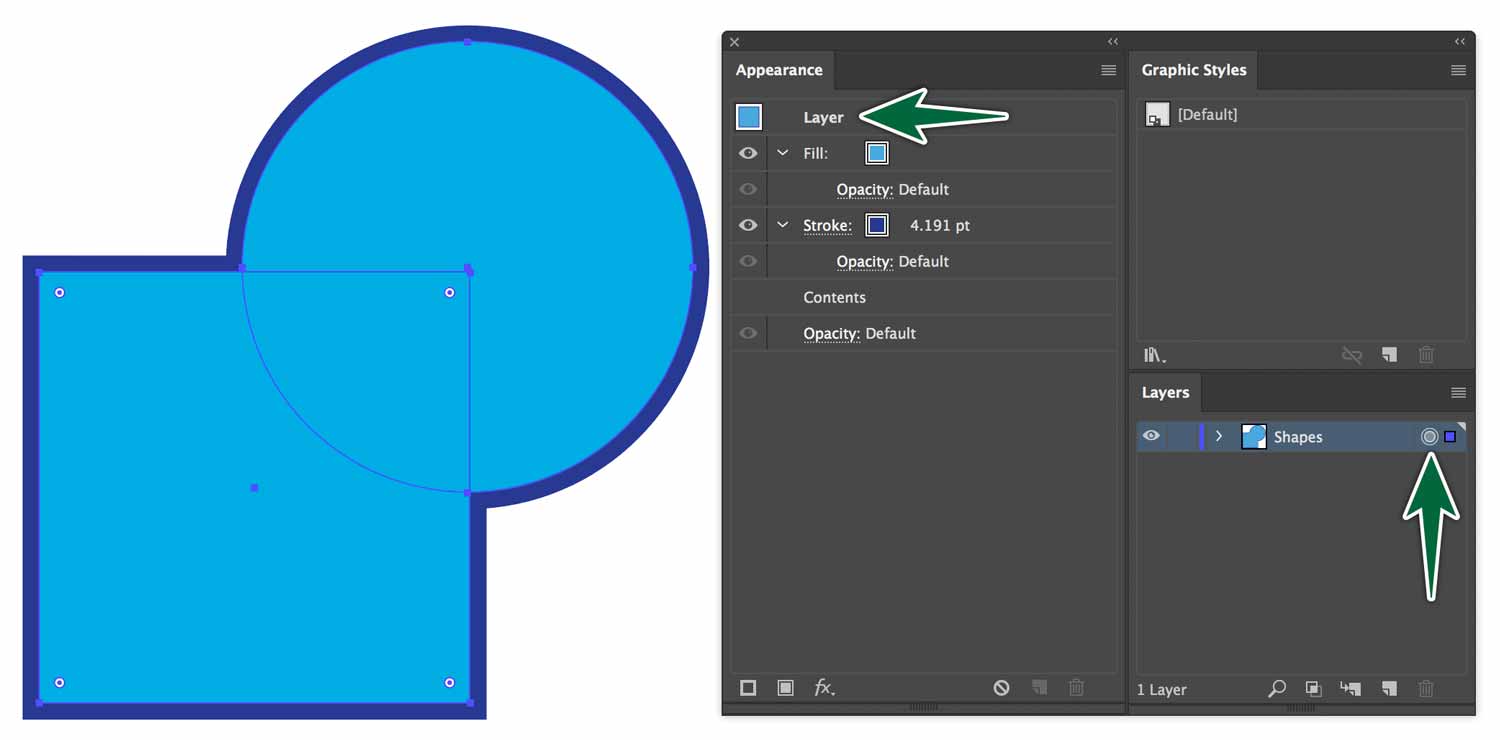 Appearance
Layer
Fill:
Opacity: Default
Stroke: 4.191 pt
Opacity: Default
Contents
Opacity: Default
fx
Graphic Styles
[Default]
Layers
Shapes
1 Layer